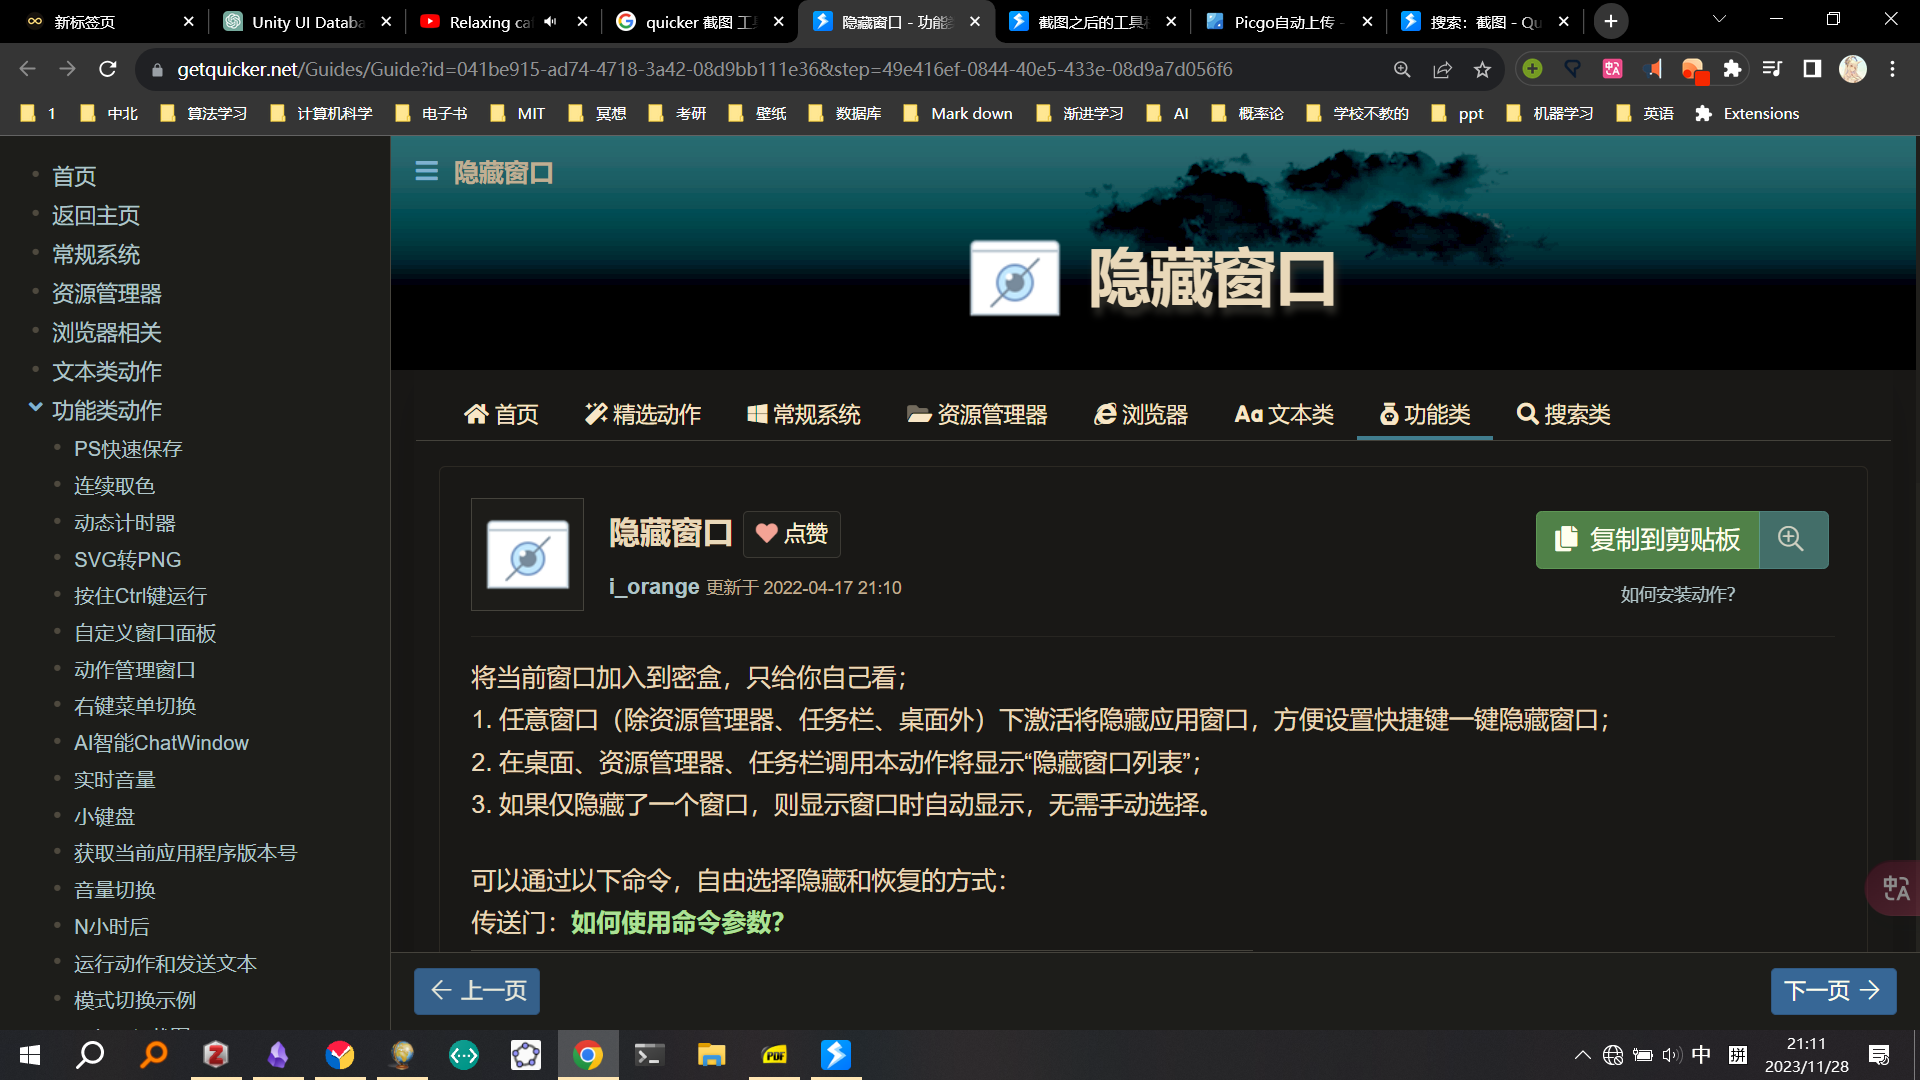 新标签页
Unity UI Databa
Relaxing ca
quicker 截图 工
隐藏窗口 - 功能
截图之后的工具
Picgo自动上传 -
搜索：截图 - Qu
getquicker.net/Guides/Guide?id=041be915-ad74-4718-3a42-08d9bb111e36&step=49e416ef-0844-40e5-433e-08d9a7d056f6
1
中北
算法学习
计算机科学
电子书
MIT
冥想
考研
壁纸
数据库
Mark down
渐进学习
AI
概率论
学校不教的
ppt
机器学习
英语
Extensions
首页
返回主页
常规系统
资源管理器
浏览器相关
文本类动作
功能类动作
PS快速保存
连续取色
动态计时器
SVG转PNG
按住Ctrl键运行
自定义窗口面板
动作管理窗口
右键菜单切换
AI智能ChatWindow
实时音量
小键盘
获取当前应用程序版本号
音量切换
N小时后
运行动作和发送文本
模式切换示例
隐藏窗口
隐藏窗口
首页
精选动作
常规系统
资源管理器
浏览器
Aa 文本类
功能类
搜索类
隐藏窗口
点赞
i_orange 更新于 2022-04-17 21:10
复制到剪贴板
如何安装动作?
将当前窗口加入到密盒，只给你自己看；
1. 任意窗口（除资源管理器、任务栏、桌面外）下激活将隐藏应用窗口，方便设置快捷键一键隐藏窗口；
2. 在桌面、资源管理器、任务栏调用本动作将显示“隐藏窗口列表”；
3. 如果仅隐藏了一个窗口，则显示窗口时自动显示，无需手动选择。
可以通过以下命令，自由选择隐藏和恢复的方式：
传送门：如何使用命令参数?
上一页
下一页
中
拼
21:11
2023/11/28